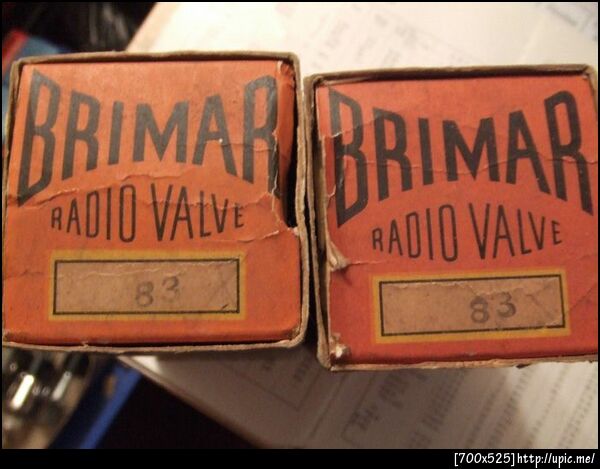 BRIMAR
RADIO VALVE
83
BRIMAR
RADIO VALVE
83
[700x525]http://upic.me/